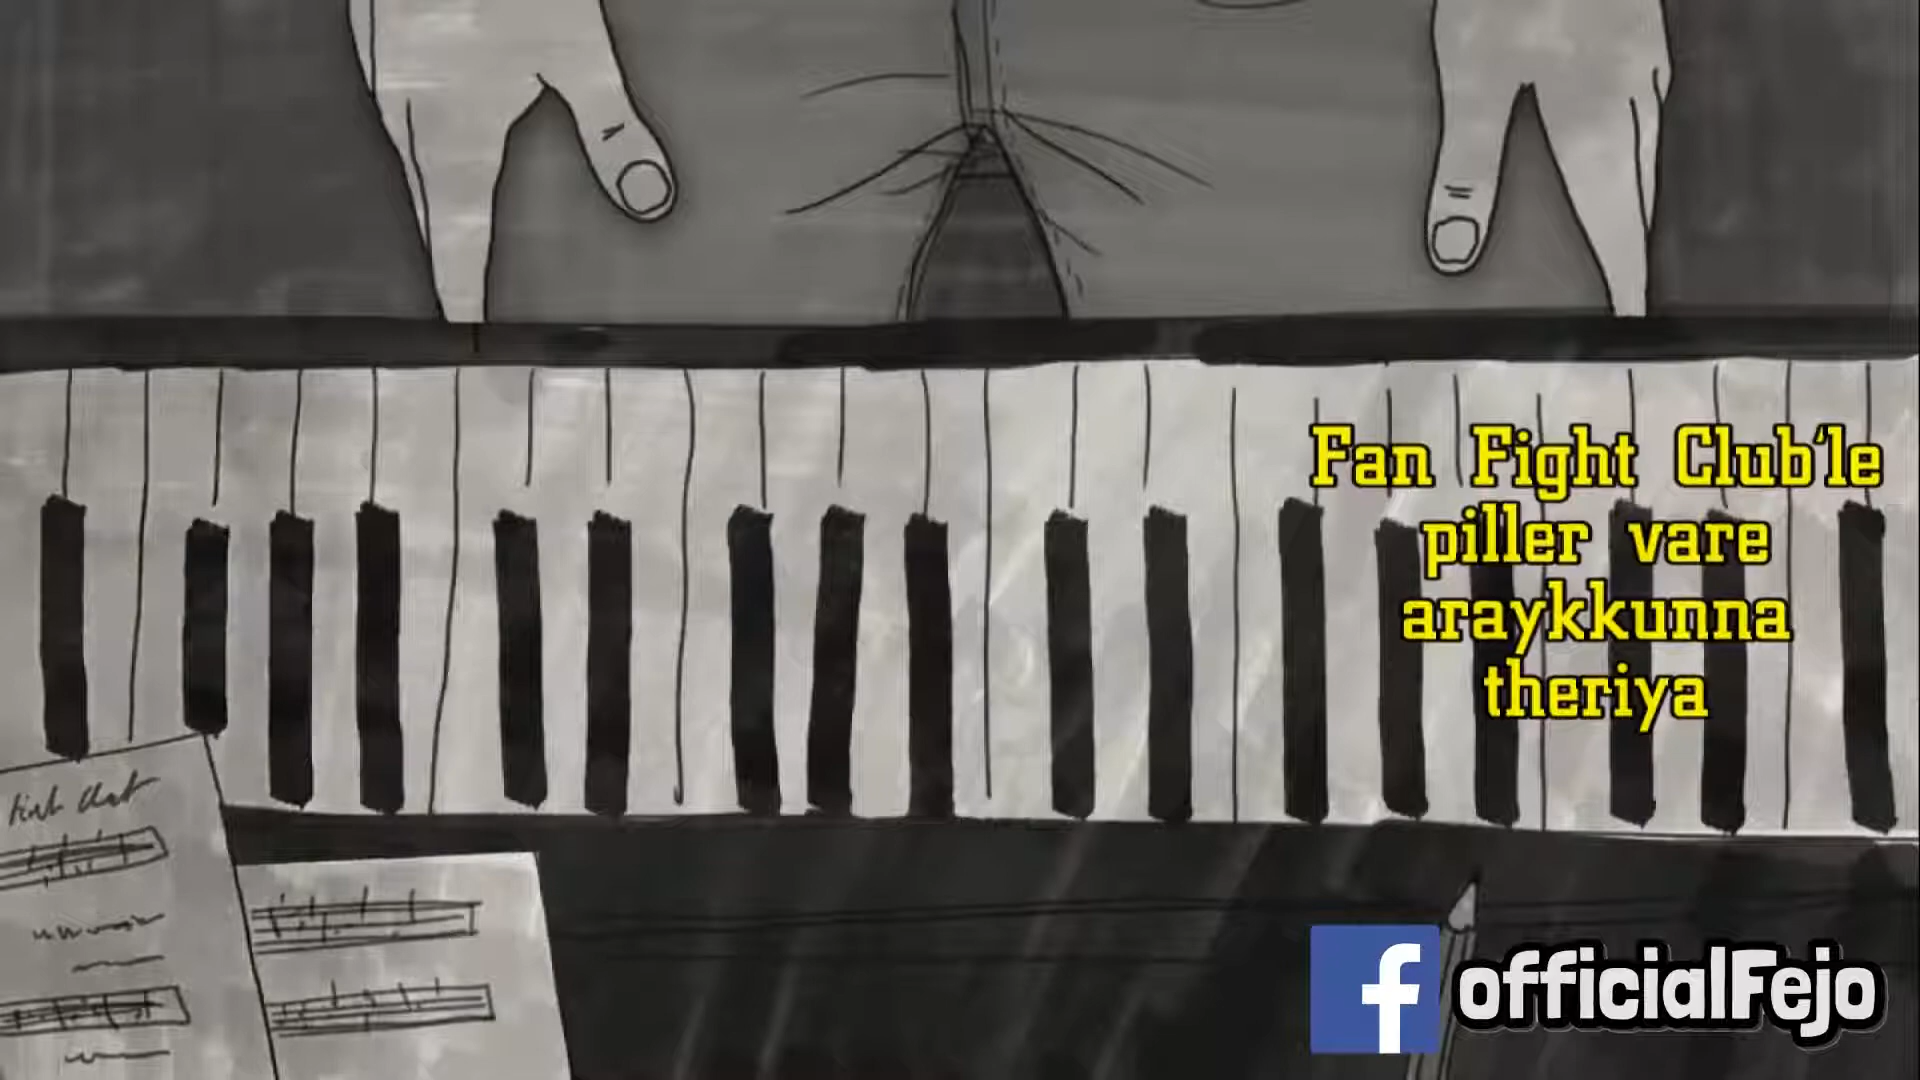 Fan Fight Club'le
piller vare
araykkunna
theriya
f officialFejo